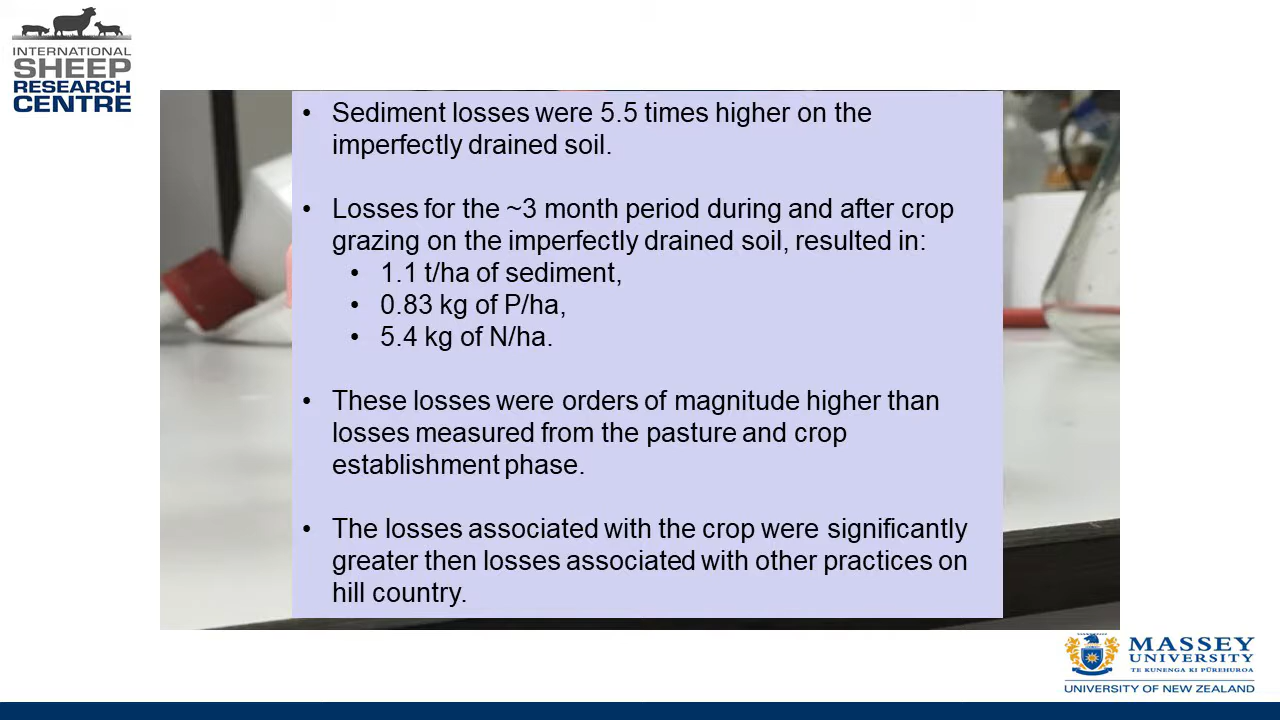 INTERNATIONAL
SHEEP
RESEARCH
CENTRE
• Sediment losses were 5.5 times higher on the
imperfectly drained soil.
• Losses for the ~3 month period during and after crop
grazing on the imperfectly drained soil, resulted in:
• 1.1 t/ha of sediment,
• 0.83 kg of P/ha,
• 5.4 kg of N/ha.
• These losses were orders of magnitude higher than
losses measured from the pasture and crop
establishment phase.
• The losses associated with the crop were significantly
greater then losses associated with other practices on
hill country.
MASSEY
UNIVERSITY
TE KUNENGA KI PŪREHUROA
UNIVERSITY OF NEW ZEALAND